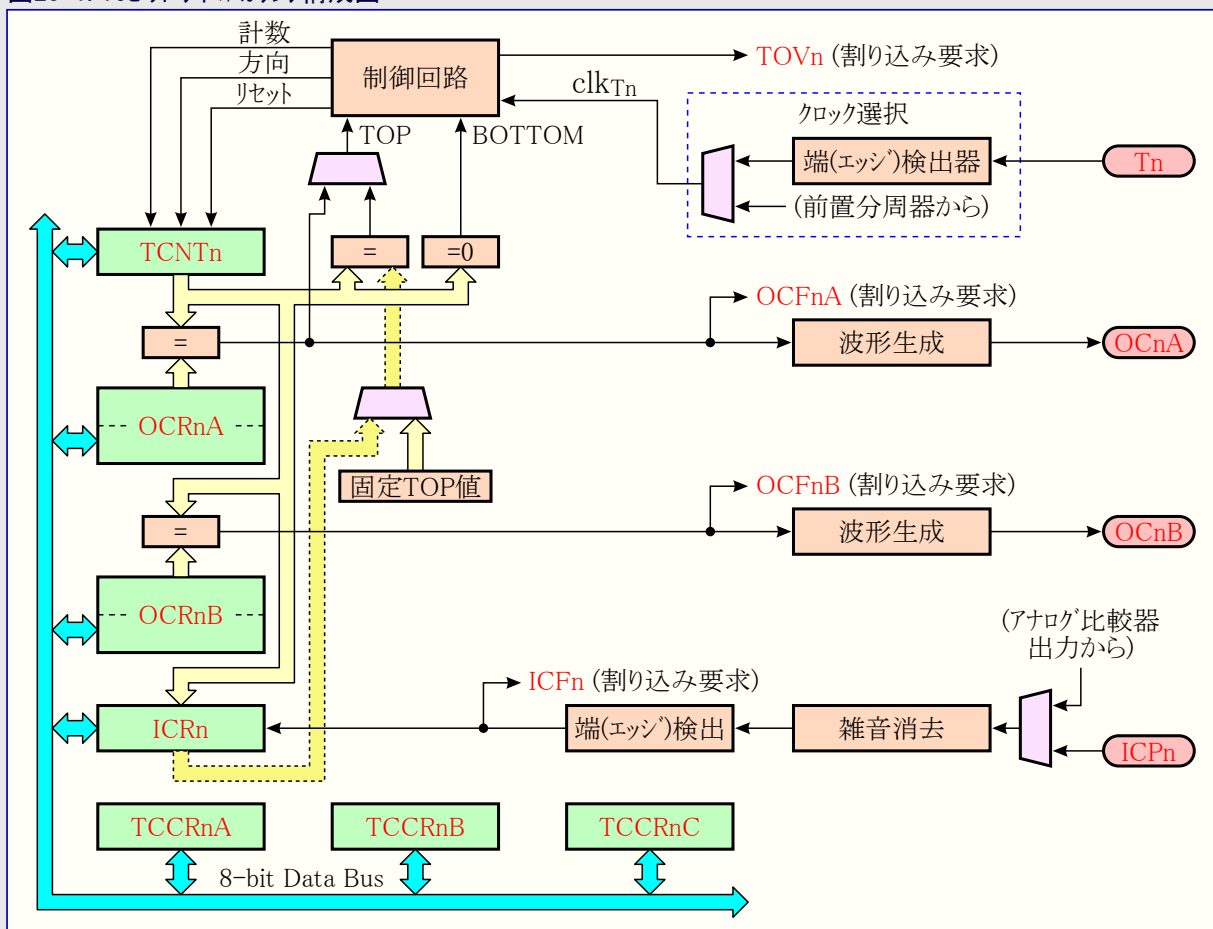 計数
方向
リセット
制御回路
TOVn (割り込み要求)
clkTn
クロック選択
TOP
BOTTOM
端(エッジ)検出器
Tn
(前置分周器から)
TCNTn
=
=0
OCFnA (割り込み要求)
=
波形生成
OCnA
OCRnA
固定TOP値
OCFnB (割り込み要求)
=
波形生成
OCnB
OCRnB
(アナログ比較器
出力から)
ICFn (割り込み要求)
ICRn
端(エッジ)検出
雑音消去
ICPn
TCCRnA
TCCRnB
TCCRnC
8-bit Data Bus